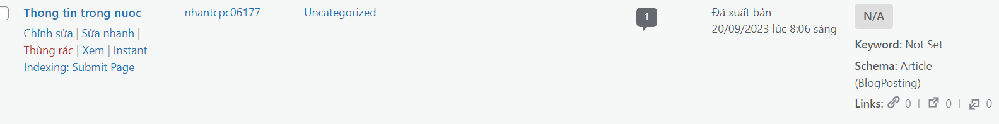 Thong tin trong nuoc
Chỉnh sửa | Sửa nhanh |
Thùng rác | Xem | Instant
Indexing: Submit Page
nhantcpc06177
Uncategorized
—
1
Đã xuất bản
20/09/2023 lúc 8:06 sáng
N/A
Keyword: Not Set
Schema: Article
(BlogPosting)
Links: 0 | 0 | 0